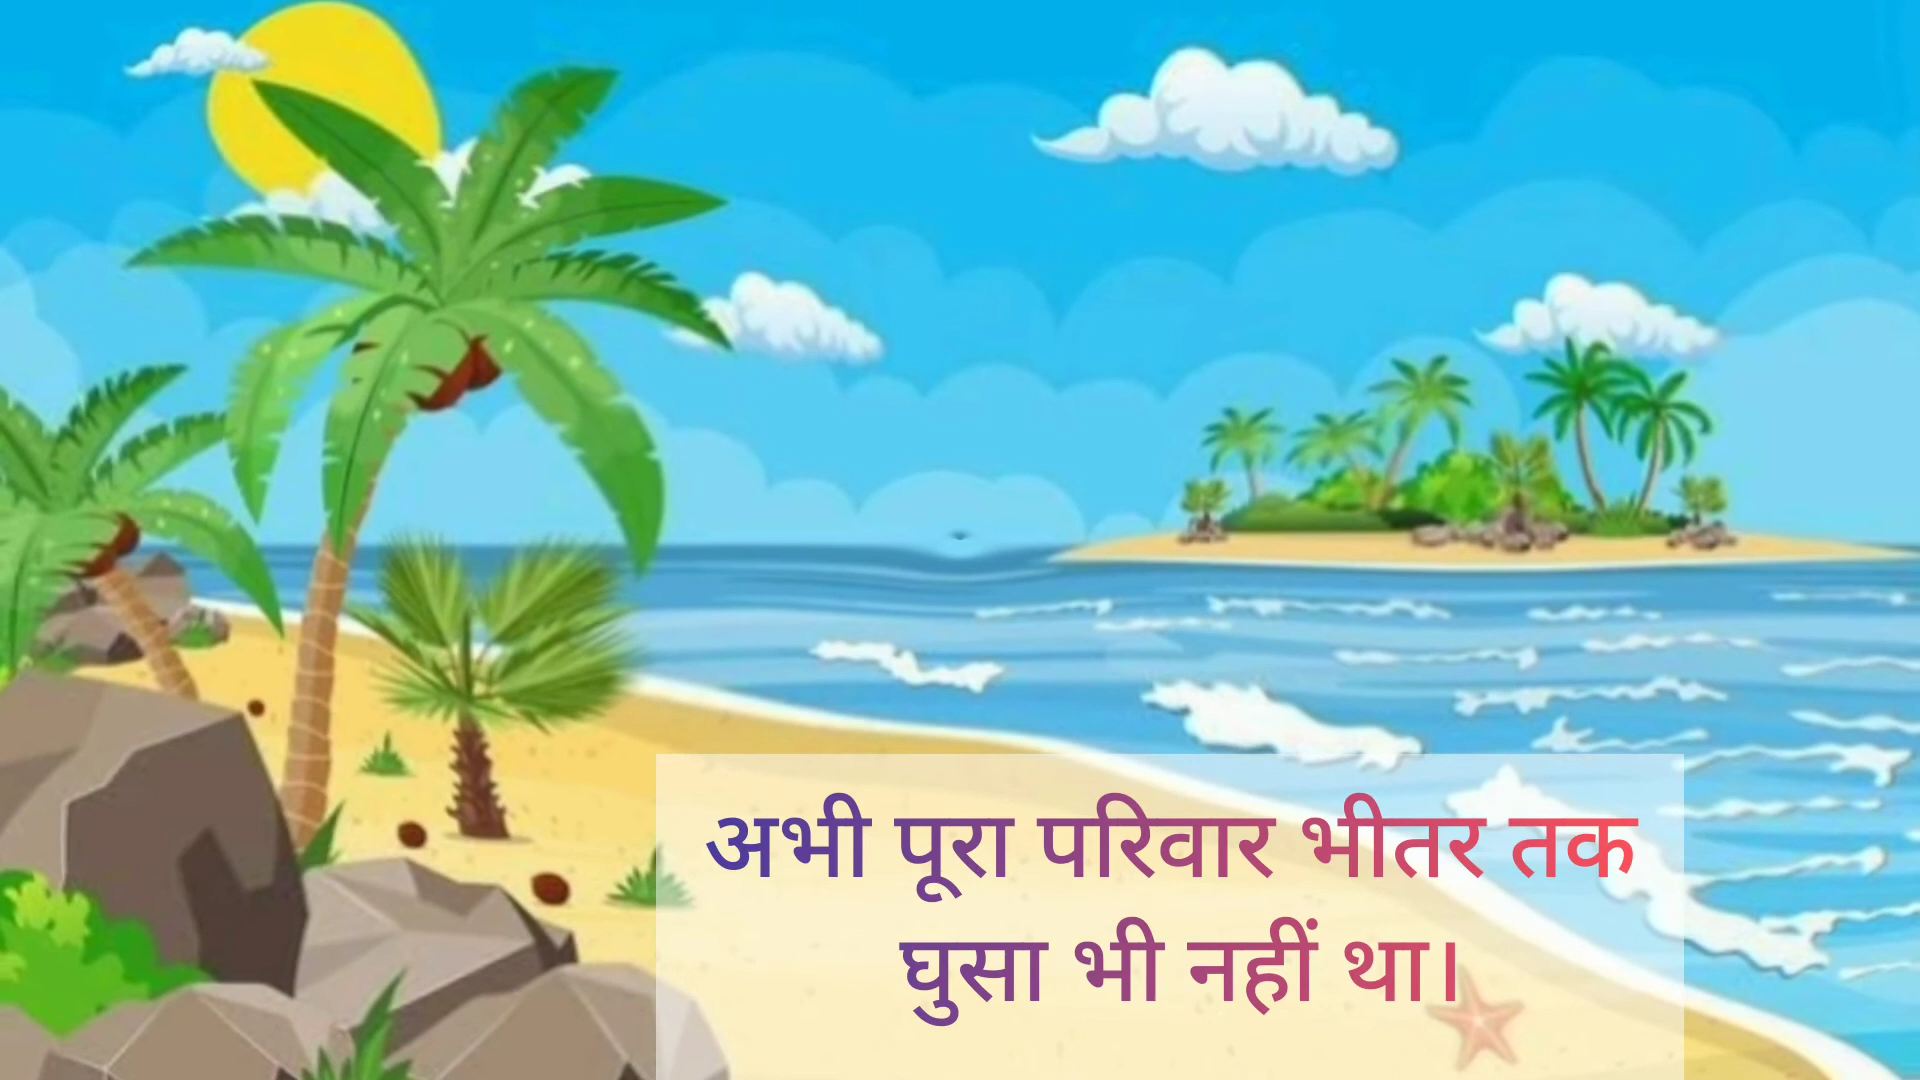 अभी पूरा परिवार भीतर तक
घुसा भी नहीं था।